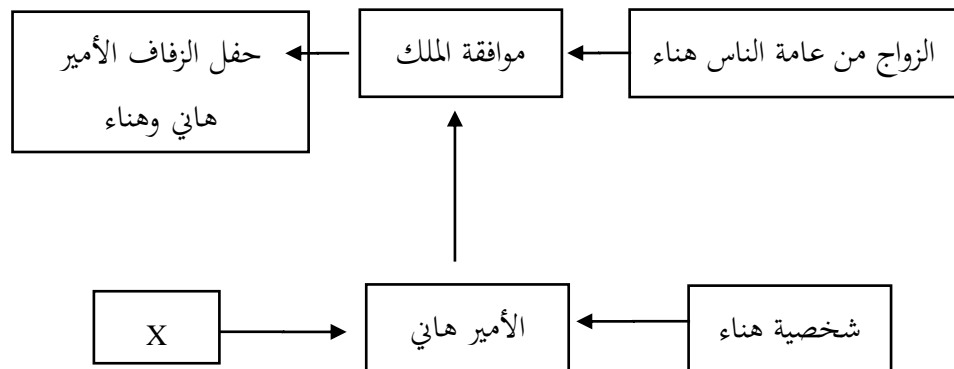 الزواج من عامة الناس هناء
موافقة الملك
حفل الزفاف الأمير
هاني وهناء
شخصية هناء
الأمير هاني
X